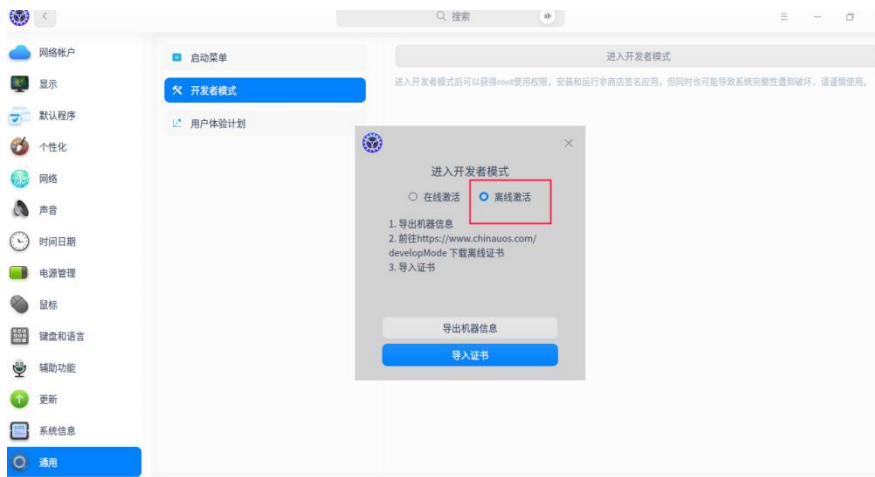 搜索
网络帐户
显示
默认程序
个性化
网络
声音
时间日期
电源管理
鼠标
键盘和语言
辅助功能
更新
系统信息
通用
启动菜单
开发者模式
用户体验计划
进入开发者模式
进入开发者模式后可以获得root使用权限，安装和运行非商店签名应用，但同时也可能导致系统完整性遭到破坏，请谨慎使用。
进入开发者模式
在线激活 离线激活
1. 导出机器信息
2. 前往https://www.chinauos.com/
developMode 下载离线证书
3. 导入证书
导出机器信息
导入证书